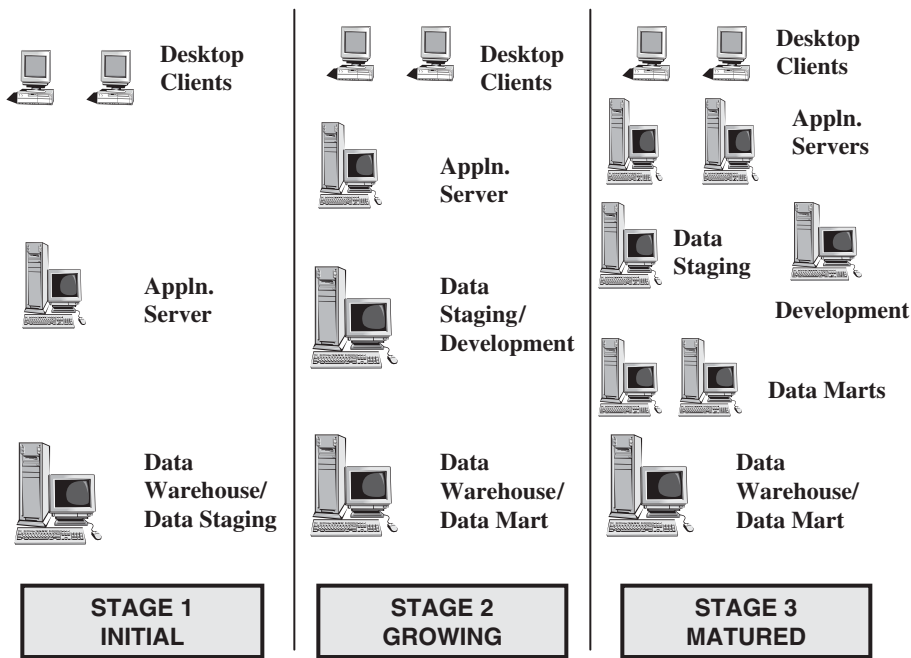 Desktop
Clients
Appln.
Server
Data
Warehouse/
Data Staging
STAGE 1
INITIAL
Desktop
Clients
Appln.
Server
Data
Staging/
Development
Data
Warehouse/
Data Mart
STAGE 2
GROWING
Desktop
Clients
Appln.
Servers
Data
Staging
Development
Data Marts
Data
Warehouse/
Data Mart
STAGE 3
MATURED